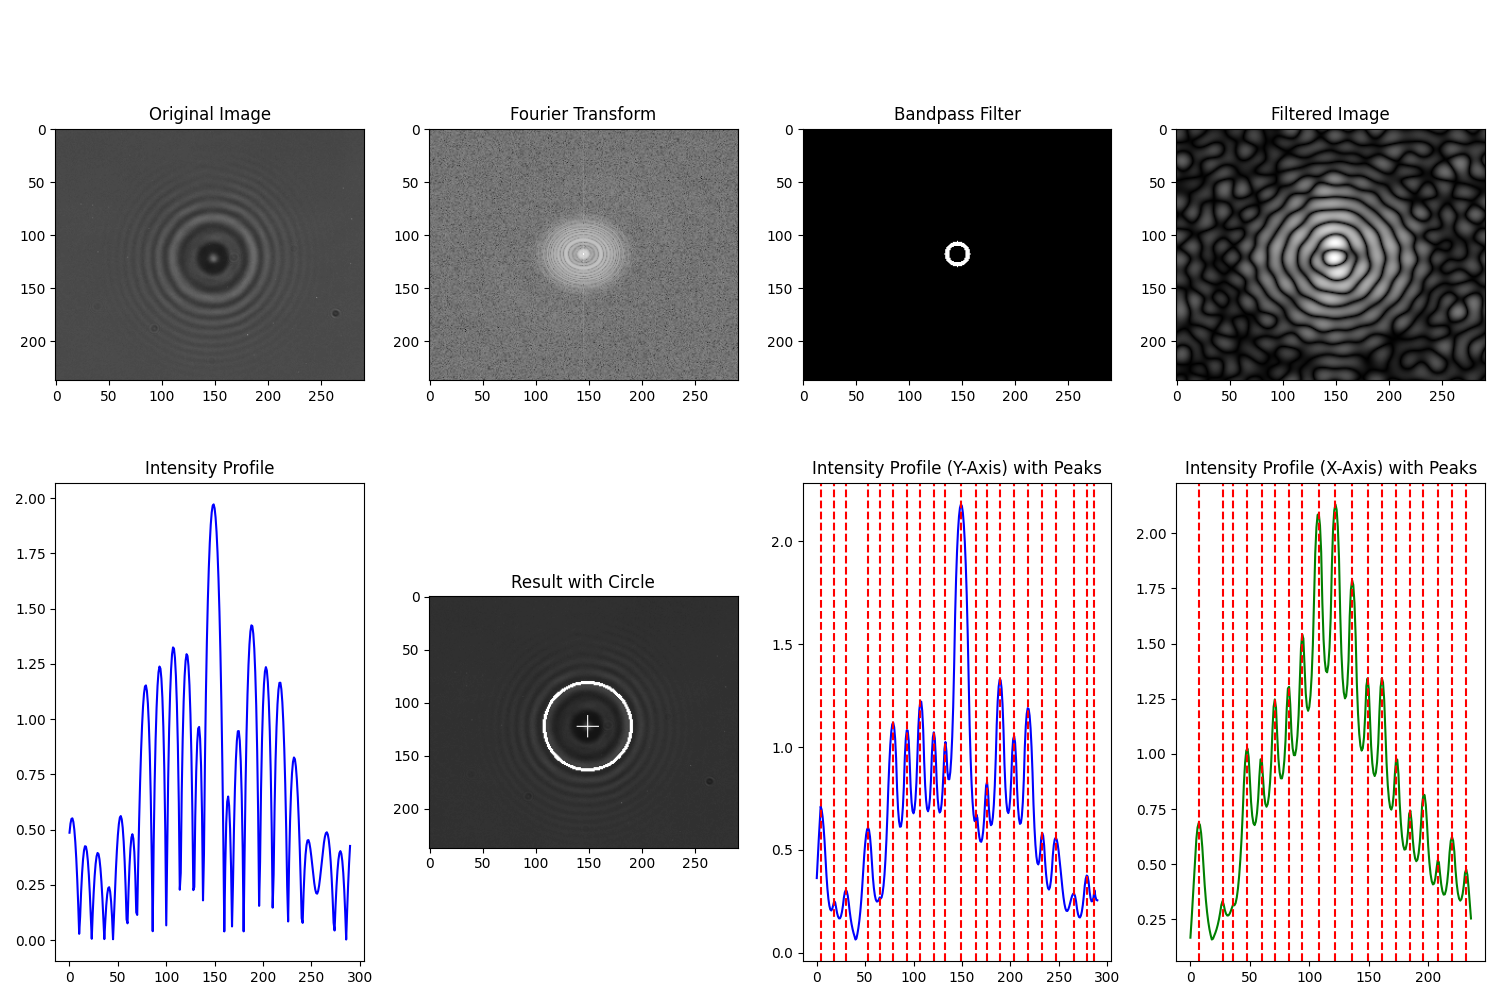 Original Image
Fourier Transform
Bandpass Filter
Filtered Image
0
50
100
150
200
0 50 100 150 200 250
0
50
100
150
200
0 50 100 150 200 250
0
50
100
150
200
0 50 100 150 200 250
0
50
100
150
200
0 50 100 150 200 250
Intensity Profile
2.00
1.75
1.50
1.25
1.00
0.75
0.50
0.25
0.00
0 50 100 150 200 250 300
Result with Circle
0
50
100
150
200
0 50 100 150 200 250
Intensity Profile (Y-Axis) with Peaks
2.0
1.5
1.0
0.5
0.0
0 50 100 150 200 250 300
Intensity Profile (X-Axis) with Peaks
2.00
1.75
1.50
1.25
1.00
0.75
0.50
0.25
0 50 100 150 200